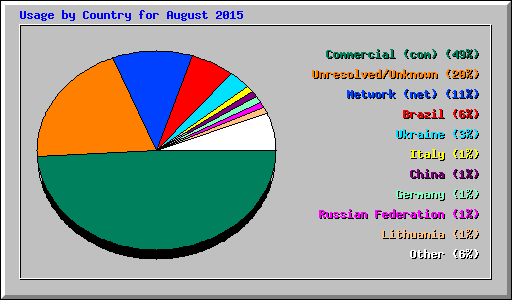 Usage by Country for August 2015
Commercial (com) (49%)
Unresolved/Unknown (20%)
Network (net) (11%)
Brazil (6%)
Ukraine (3%)
Italy (1%)
China (1%)
Germany (1%)
Russian Federation (1%)
Lithuania (1%)
Other (6%)